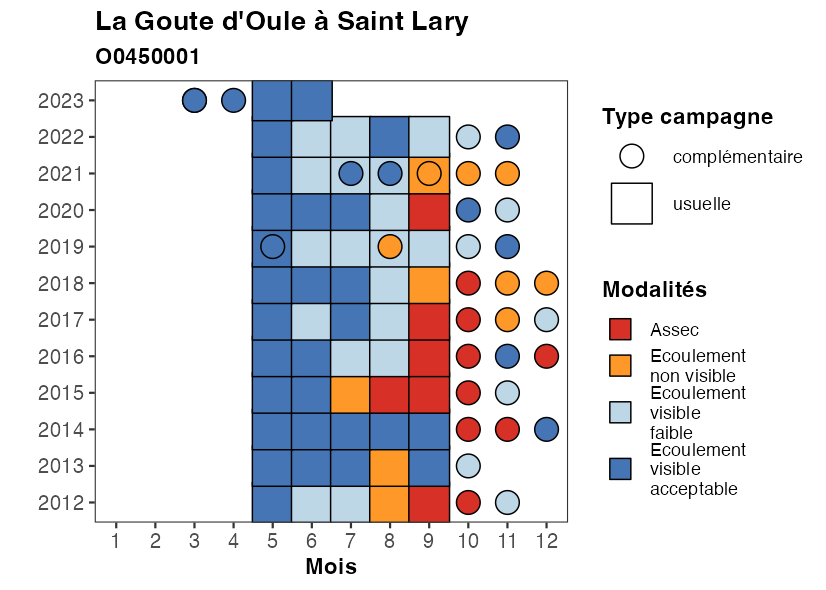 La Goute d'Oule à Saint Lary
O0450001
2023
2022
2021
2020
2019
2018
2017
2016
2015
2014
2013
2012
1 2 3 4 5 6 7 8 9 10 11 12
Mois
Type campagne
complémentaire
usuelle
Modalités
Assec
Ecoulement
non visible
Ecoulement
visible
faible
Ecoulement
visible
acceptable